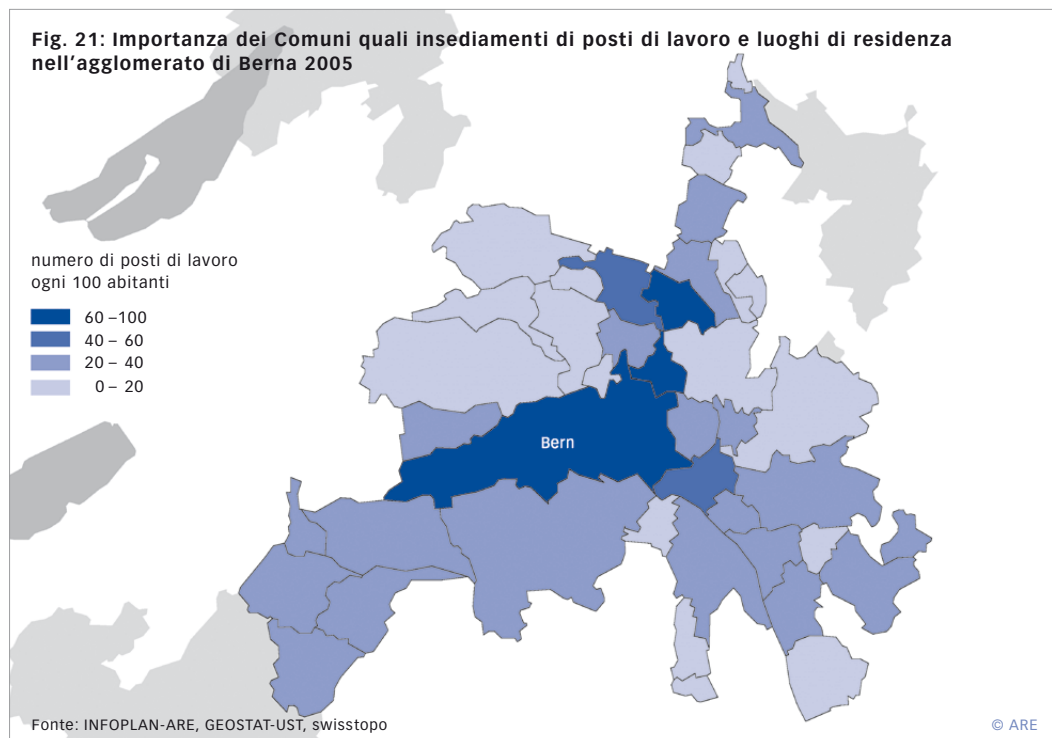 Fig. 21: Importanza dei Comuni quali insediamenti di posti di lavoro e luoghi di residenza
nell'agglomerato di Berna 2005
numero di posti di lavoro
ogni 100 abitanti
60 – 100
40 – 60
20 – 40
0 – 20
Bern
Fonte: INFOPLAN-ARE, GEOSTAT-UST, swisstopo
© ARE